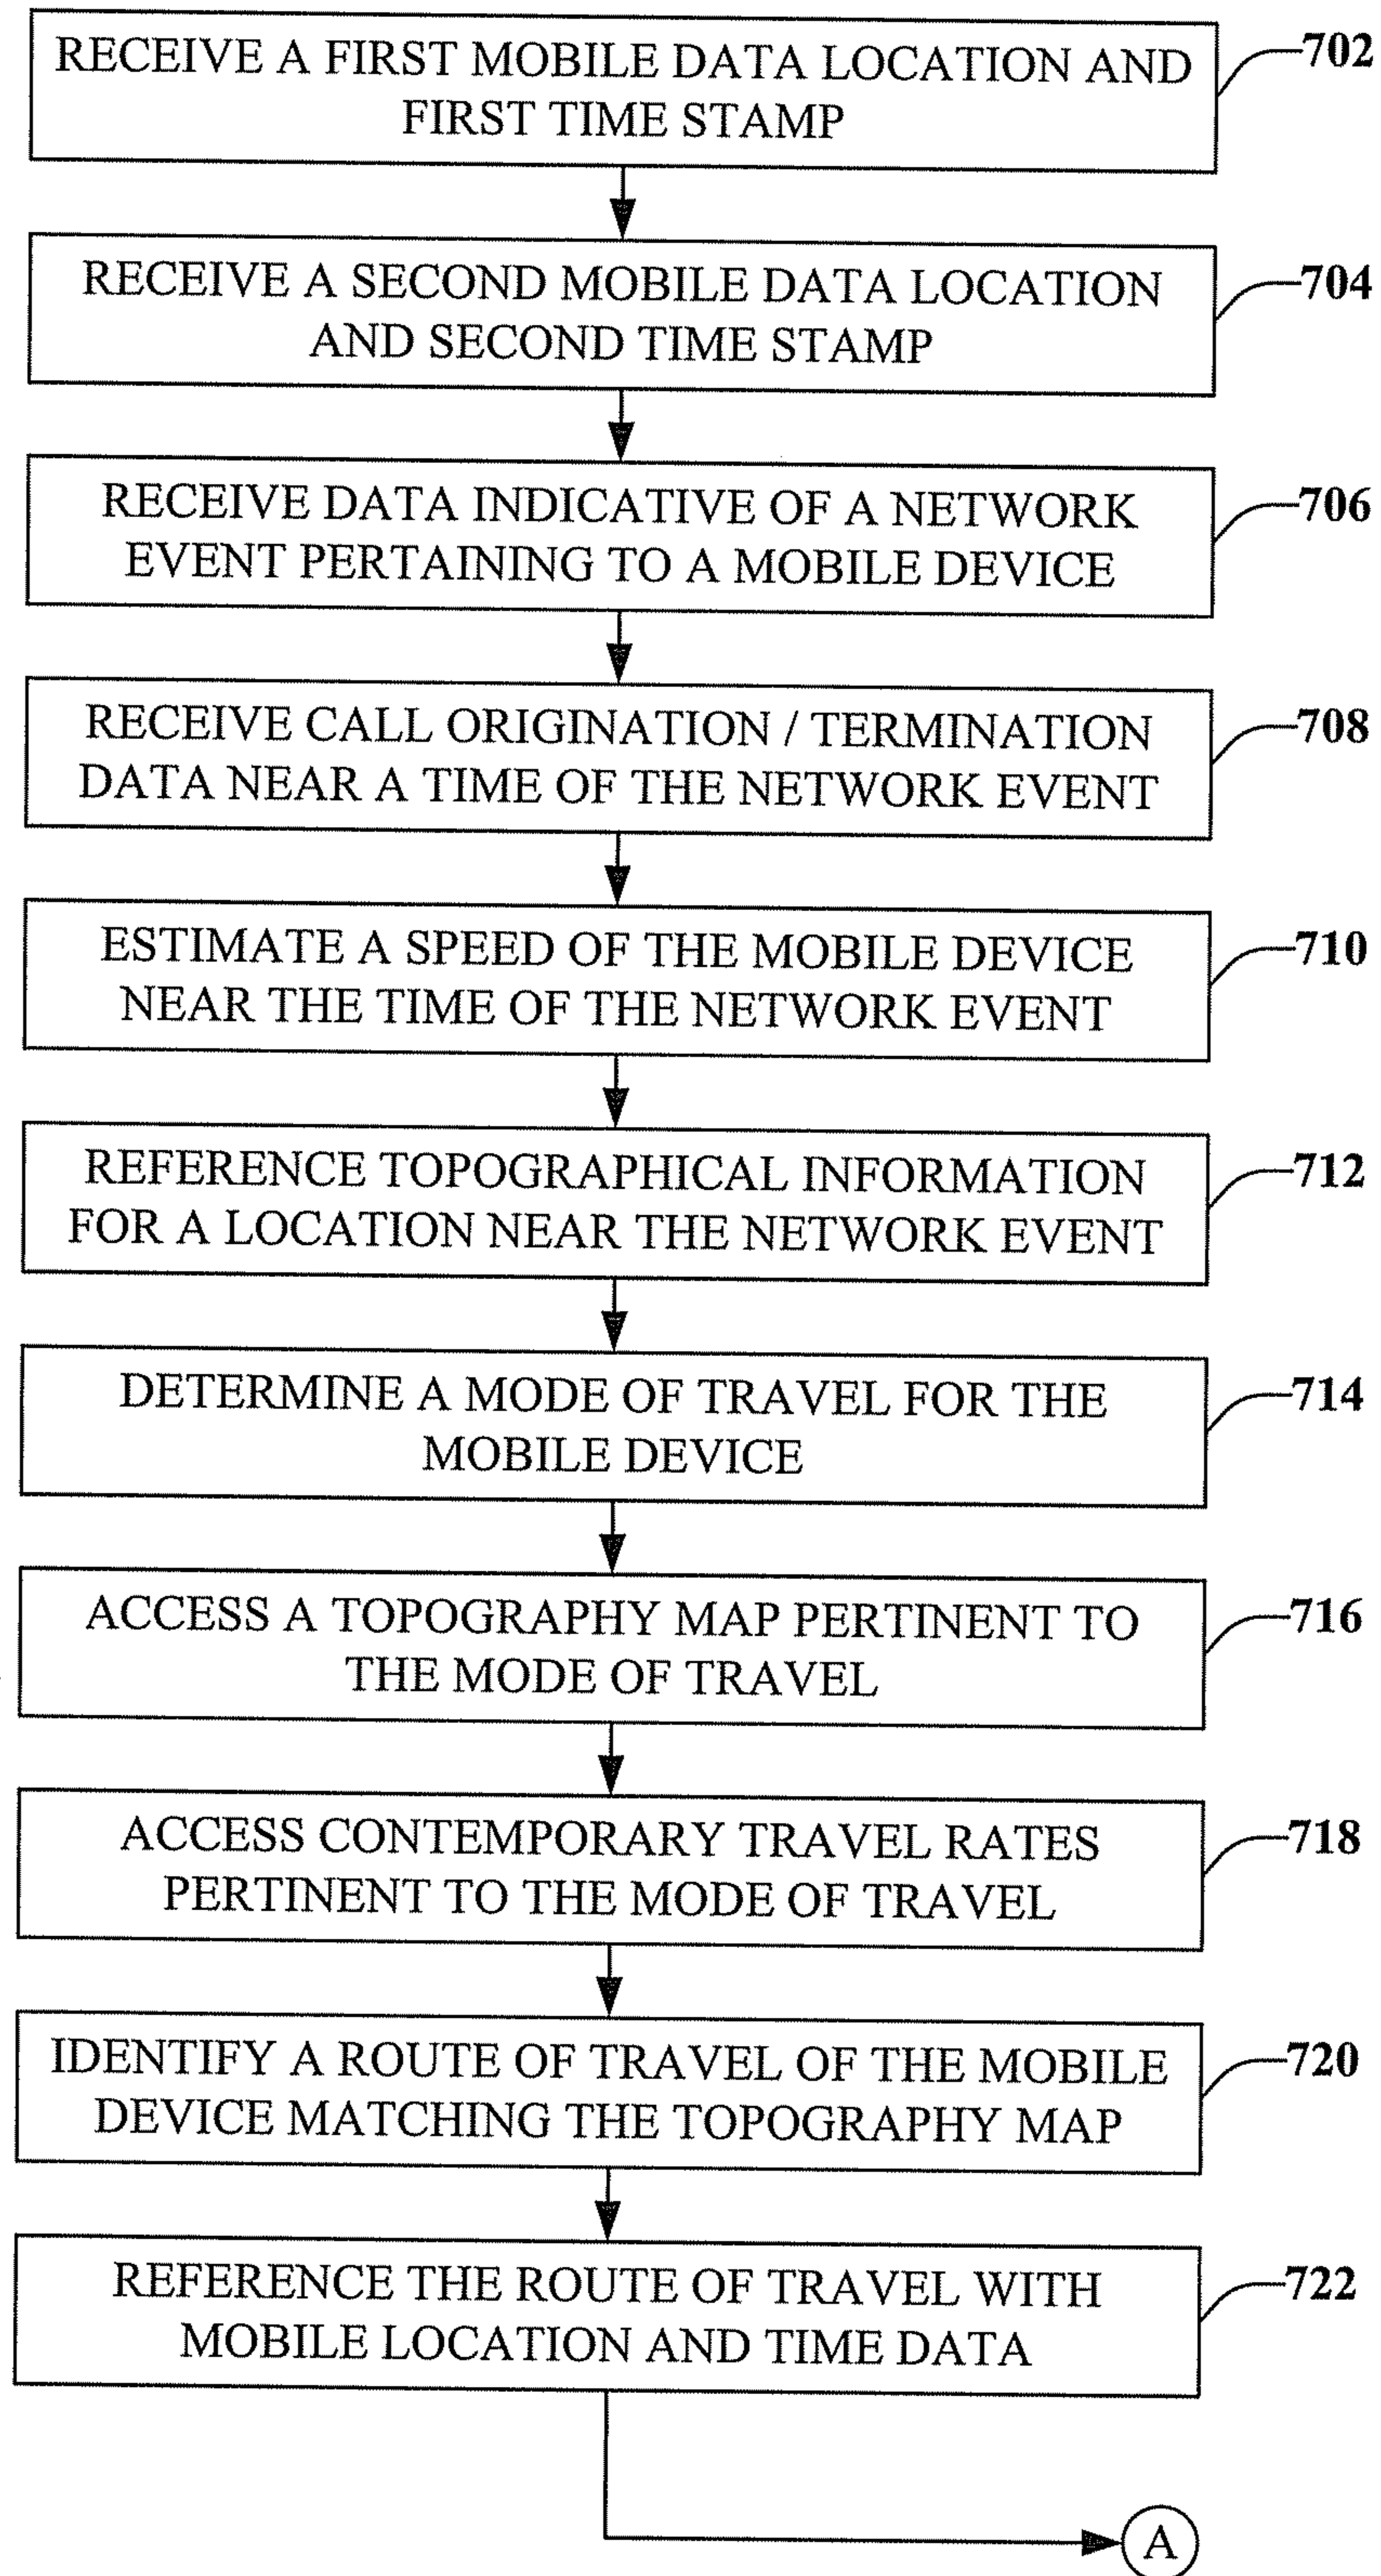 RECEIVE A FIRST MOBILE DATA LOCATION AND
FIRST TIME STAMP
702
RECEIVE A SECOND MOBILE DATA LOCATION
AND SECOND TIME STAMP
704
RECEIVE DATA INDICATIVE OF A NETWORK
EVENT PERTAINING TO A MOBILE DEVICE
706
RECEIVE CALL ORIGINATION / TERMINATION
DATA NEAR A TIME OF THE NETWORK EVENT
708
ESTIMATE A SPEED OF THE MOBILE DEVICE
NEAR THE TIME OF THE NETWORK EVENT
710
REFERENCE TOPOGRAPHICAL INFORMATION
FOR A LOCATION NEAR THE NETWORK EVENT
712
DETERMINE A MODE OF TRAVEL FOR THE
MOBILE DEVICE
714
ACCESS A TOPOGRAPHY MAP PERTINENT TO
THE MODE OF TRAVEL
716
ACCESS CONTEMPORARY TRAVEL RATES
PERTINENT TO THE MODE OF TRAVEL
718
IDENTIFY A ROUTE OF TRAVEL OF THE MOBILE
DEVICE MATCHING THE TOPOGRAPHY MAP
720
REFERENCE THE ROUTE OF TRAVEL WITH
MOBILE LOCATION AND TIME DATA
722
A